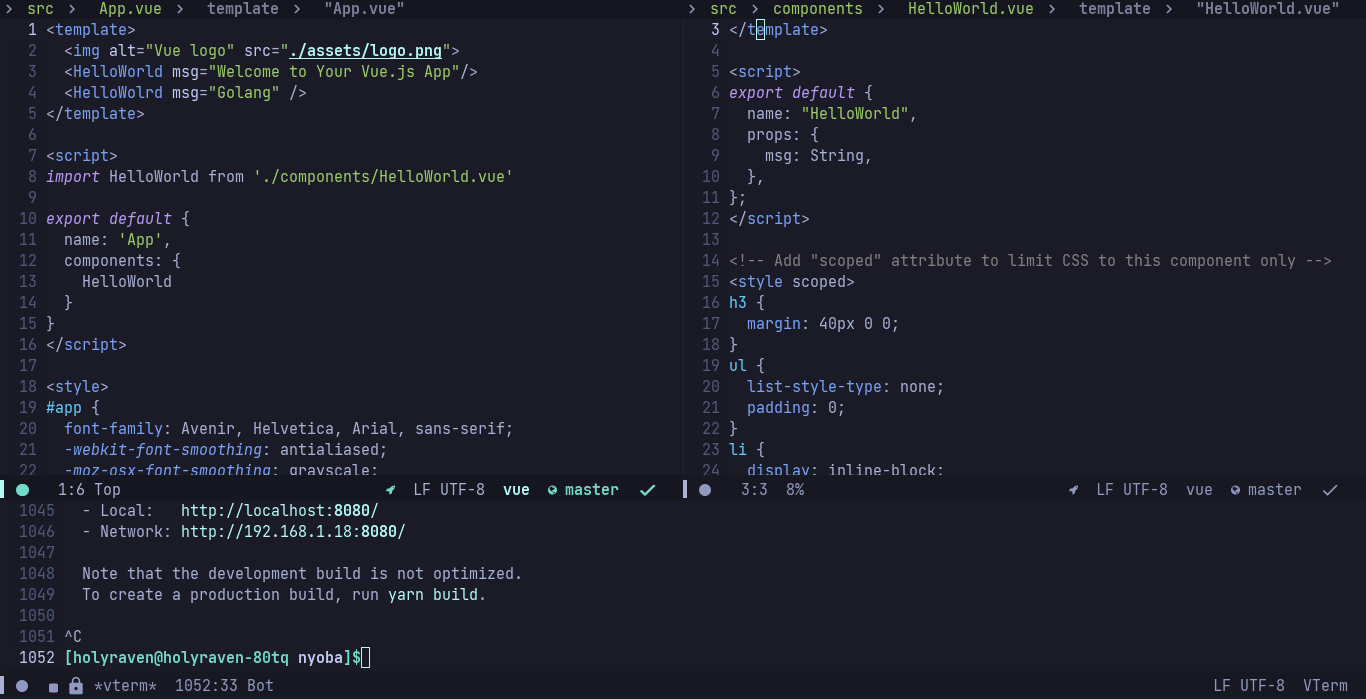 > src > App.vue > template > "App.vue"
1 <template>
2   <img alt="Vue logo" src="./assets/logo.png">
3   <HelloWorld msg="Welcome to Your Vue.js App"/>
4   <HelloWolrd msg="Golang" />
5 </template>
6
7 <script>
8 import HelloWorld from './components/HelloWorld.vue'
9
10 export default {
11   name: 'App',
12   components: {
13     HelloWorld
14   }
15 }
16 </script>
17
18 <style>
19 #app {
20   font-family: Avenir, Helvetica, Arial, sans-serif;
21   -webkit-font-smoothing: antialiased;
22   -moz-osx-font-smoothing: grayscale;
1:6 Top LF UTF-8 vue master
> src > components > HelloWorld.vue > template > "HelloWorld.vue"
3 </template>
4
5 <script>
6 export default {
7   name: "HelloWorld",
8   props: {
9     msg: String,
10   },
11 };
12 </script>
13
14 <!-- Add "scoped" attribute to limit CSS to this component only -->
15 <style scoped>
16 h3 {
17   margin: 40px 0 0;
18 }
19 ul {
20   list-style-type: none;
21   padding: 0;
22 }
23 li {
24   display: inline-block;
3:3 8% LF UTF-8 vue master
1045   - Local:   http://localhost:8080/
1046   - Network: http://192.168.1.18:8080/
1047
1048   Note that the development build is not optimized.
1049   To create a production build, run yarn build.
1050
1051 ^C
1052 [holyraven@holyraven-80tq nyoba]$
*vterm* 1052:33 Bot LF UTF-8 VTerm